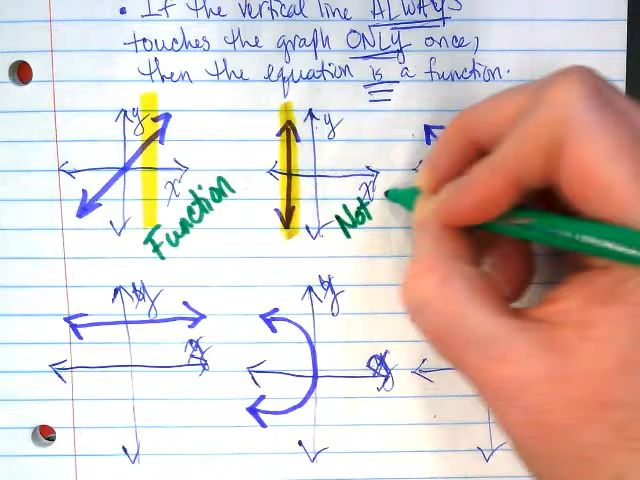 • If the vertical line ALWAYS
touches the graph ONLY once,
then the equation is a function.
y
y
x
x
Function
Not
y
y